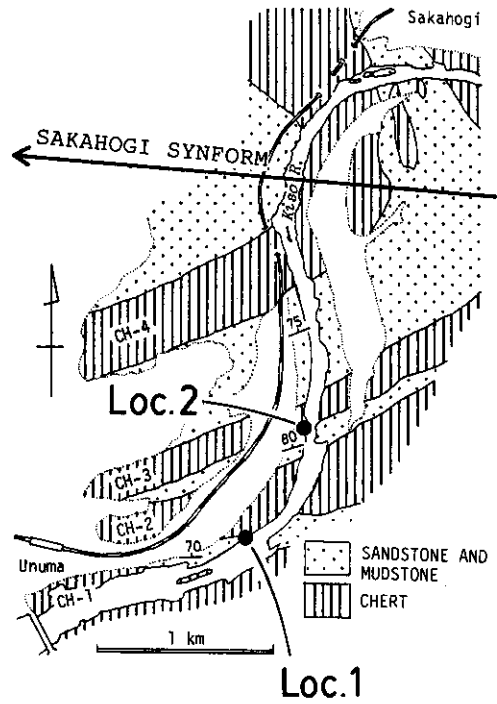 Sakahogi
SAKAHOGI SYNFORM
Kiso R.
CH-4
75
Loc.2
80
CH-3
CH-2
70
Unuma
CH-1
SANDSTONE AND
MUDSTONE
CHERT
1 km
Loc.1